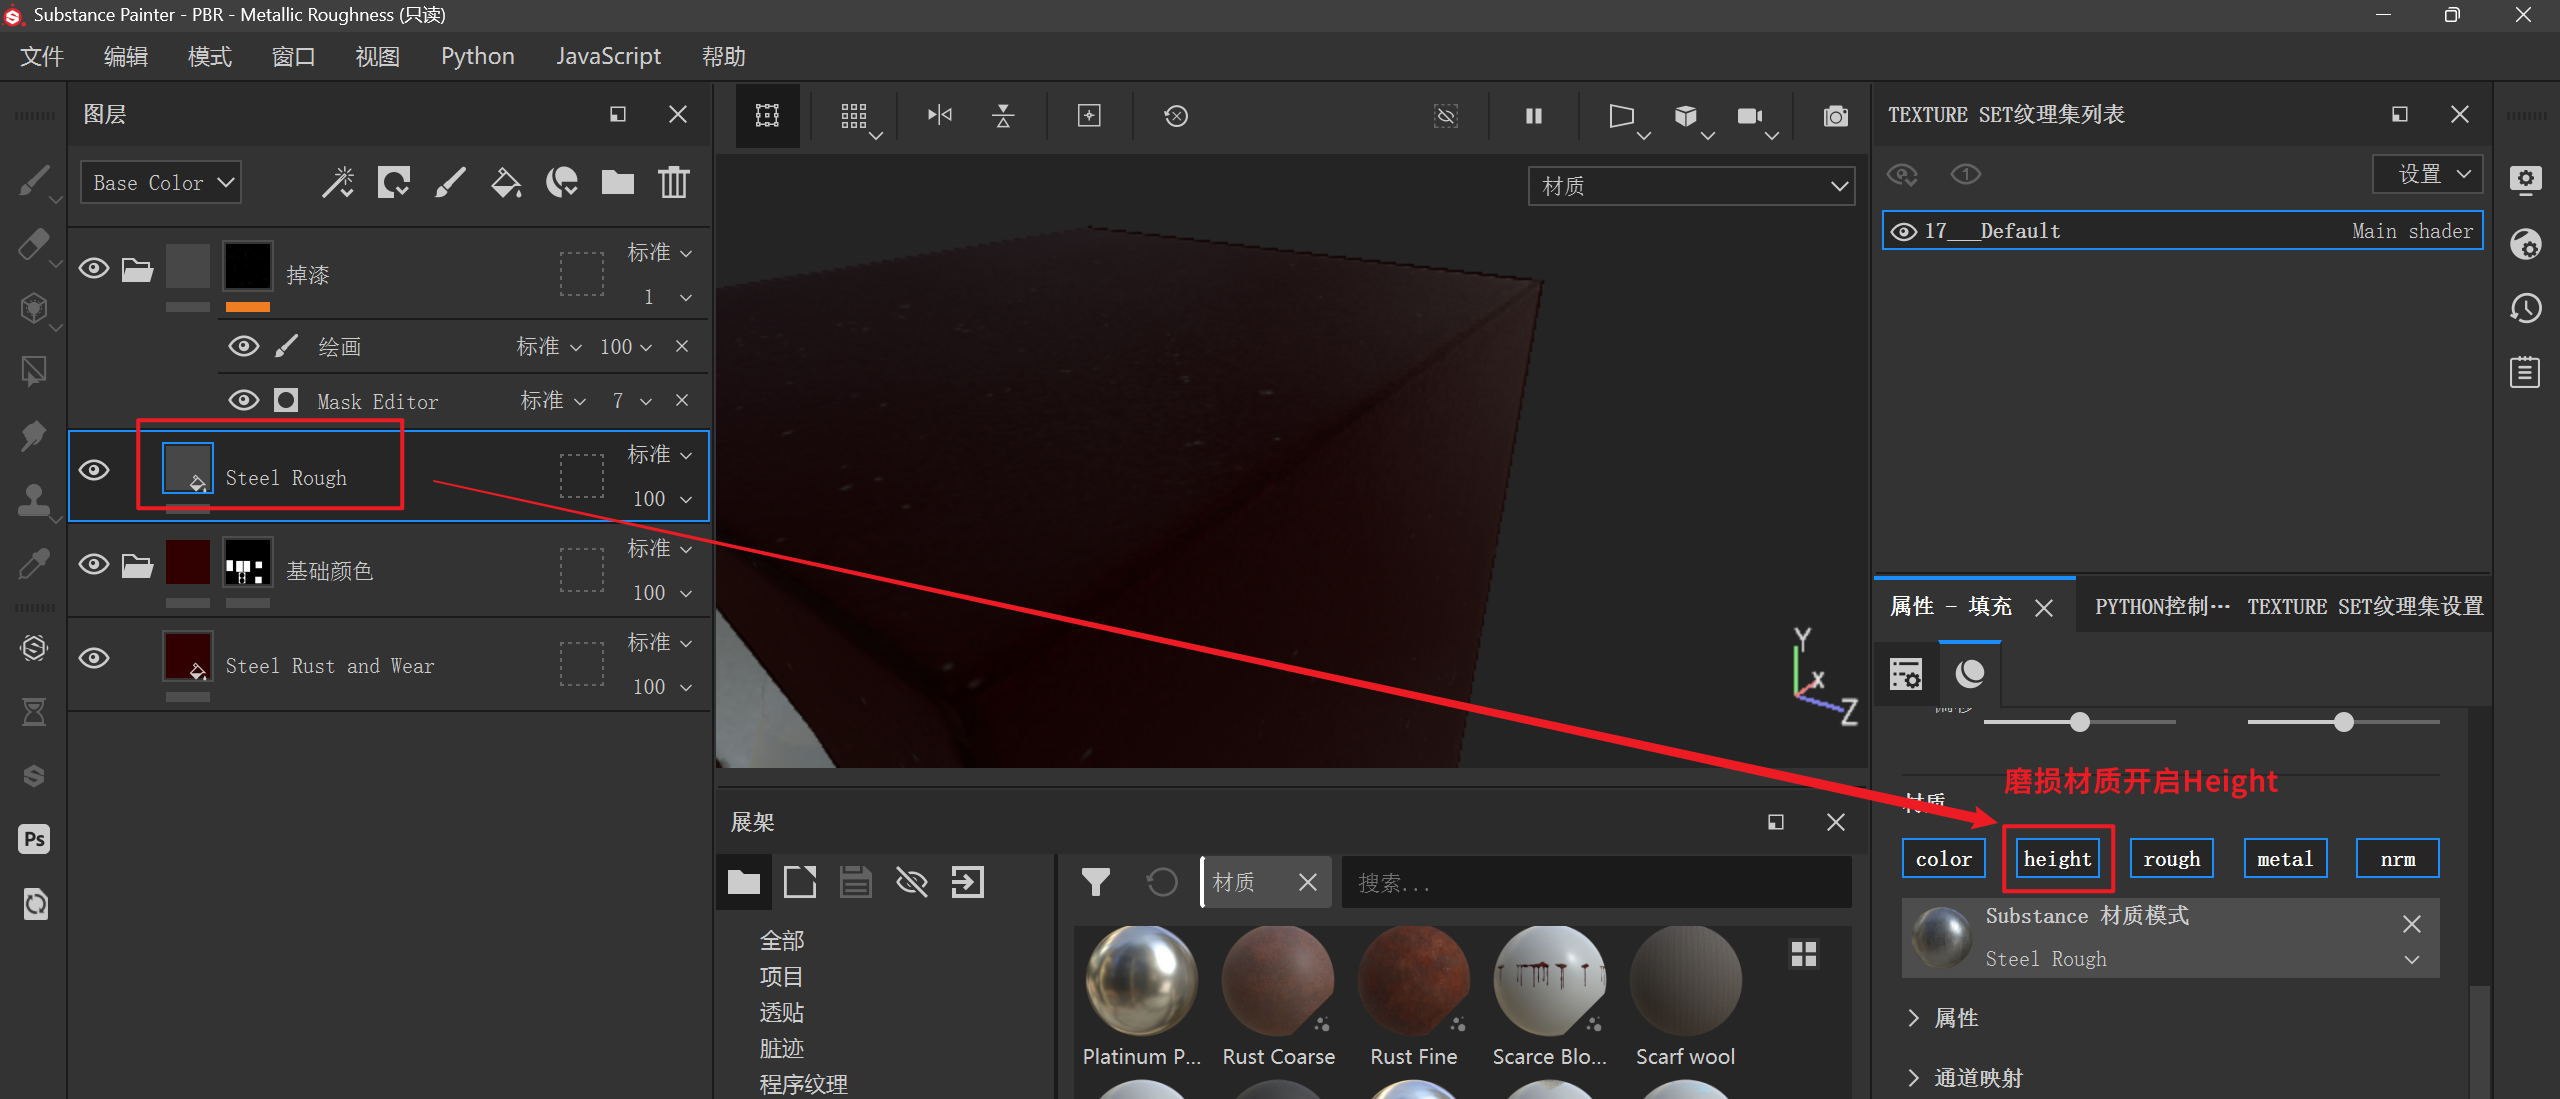 Substance Painter - PBR - Metallic Roughness (只读)
文件 编辑 模式 窗口 视图 Python JavaScript 帮助
图层
Base Color
掉漆
标准
1
绘画 标准 100
Mask Editor 标准 7
Steel Rough
标准
100
基础颜色
标准
100
Steel Rust and Wear
标准
100
材质
Y
X
Z
展架
材质
搜索...
全部
项目
透贴
脏迹
程序纹理
Platinum P... Rust Coarse Rust Fine Scarce Blo... Scarf wool
TEXTURE SET纹理集列表
设置
17___Default Main shader
属性 - 填充 PYTHON控制… TEXTURE SET纹理集设置
偏移
磨损材质开启Height
材质
color height rough metal nrm
Substance 材质模式
Steel Rough
属性
通道映射
Ps